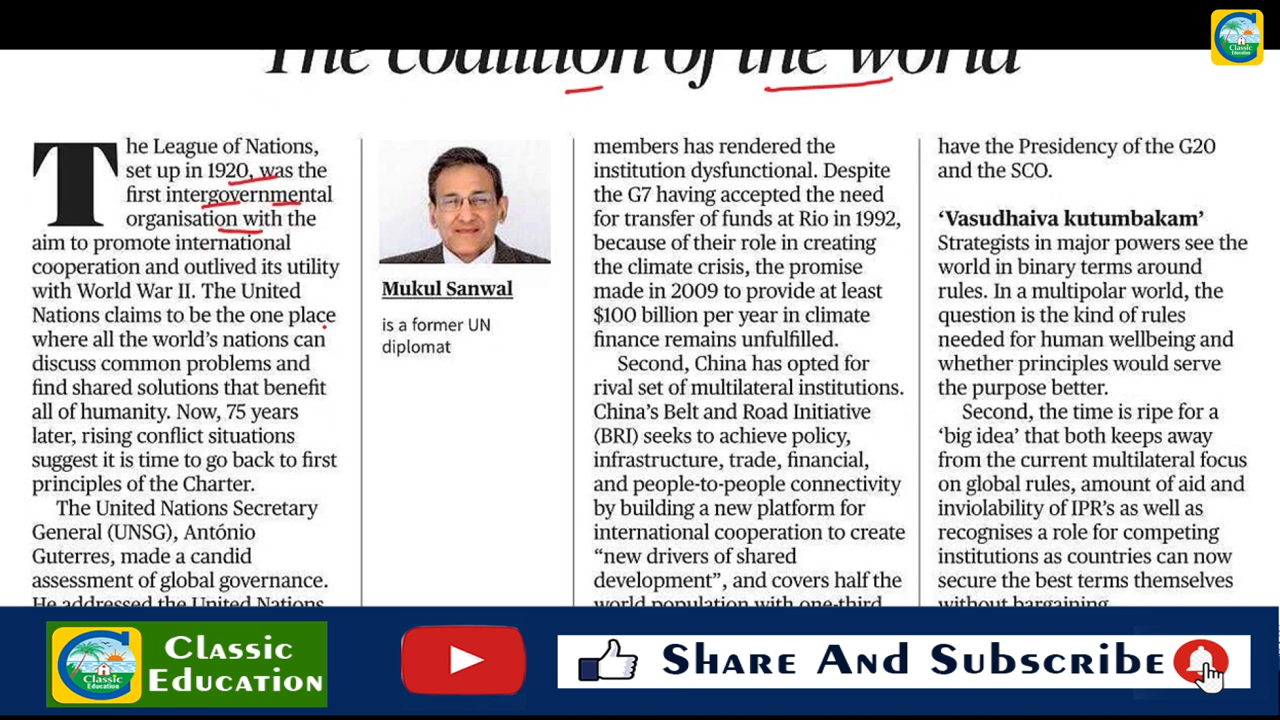 The coalition of the world
The League of Nations,
set up in 1920, was the
first intergovernmental
organisation with the
aim to promote international
cooperation and outlived its utility
with World War II. The United
Nations claims to be the one place
where all the world's nations can
discuss common problems and
find shared solutions that benefit
all of humanity. Now, 75 years
later, rising conflict situations
suggest it is time to go back to first
principles of the Charter.
The United Nations Secretary
General (UNSG), António
Guterres, made a candid
assessment of global governance.
He addressed the United Nations
Mukul Sanwal
is a former UN
diplomat
members has rendered the
institution dysfunctional. Despite
the G7 having accepted the need
for transfer of funds at Rio in 1992,
because of their role in creating
the climate crisis, the promise
made in 2009 to provide at least
$100 billion per year in climate
finance remains unfulfilled.
Second, China has opted for
rival set of multilateral institutions.
China's Belt and Road Initiative
(BRI) seeks to achieve policy,
infrastructure, trade, financial,
and people-to-people connectivity
by building a new platform for
international cooperation to create
“new drivers of shared
development”, and covers half the
world population with one-third
have the Presidency of the G20
and the SCO.
‘Vasudhaiva kutumbakam’
Strategists in major powers see the
world in binary terms around
rules. In a multipolar world, the
question is the kind of rules
needed for human wellbeing and
whether principles would serve
the purpose better.
Second, the time is ripe for a
‘big idea’ that both keeps away
from the current multilateral focus
on global rules, amount of aid and
inviolability of IPR's as well as
recognises a role for competing
institutions as countries can now
secure the best terms themselves
without bargaining.
Classic
Education
Classic
Education
Classic
Education
Share And Subscribe